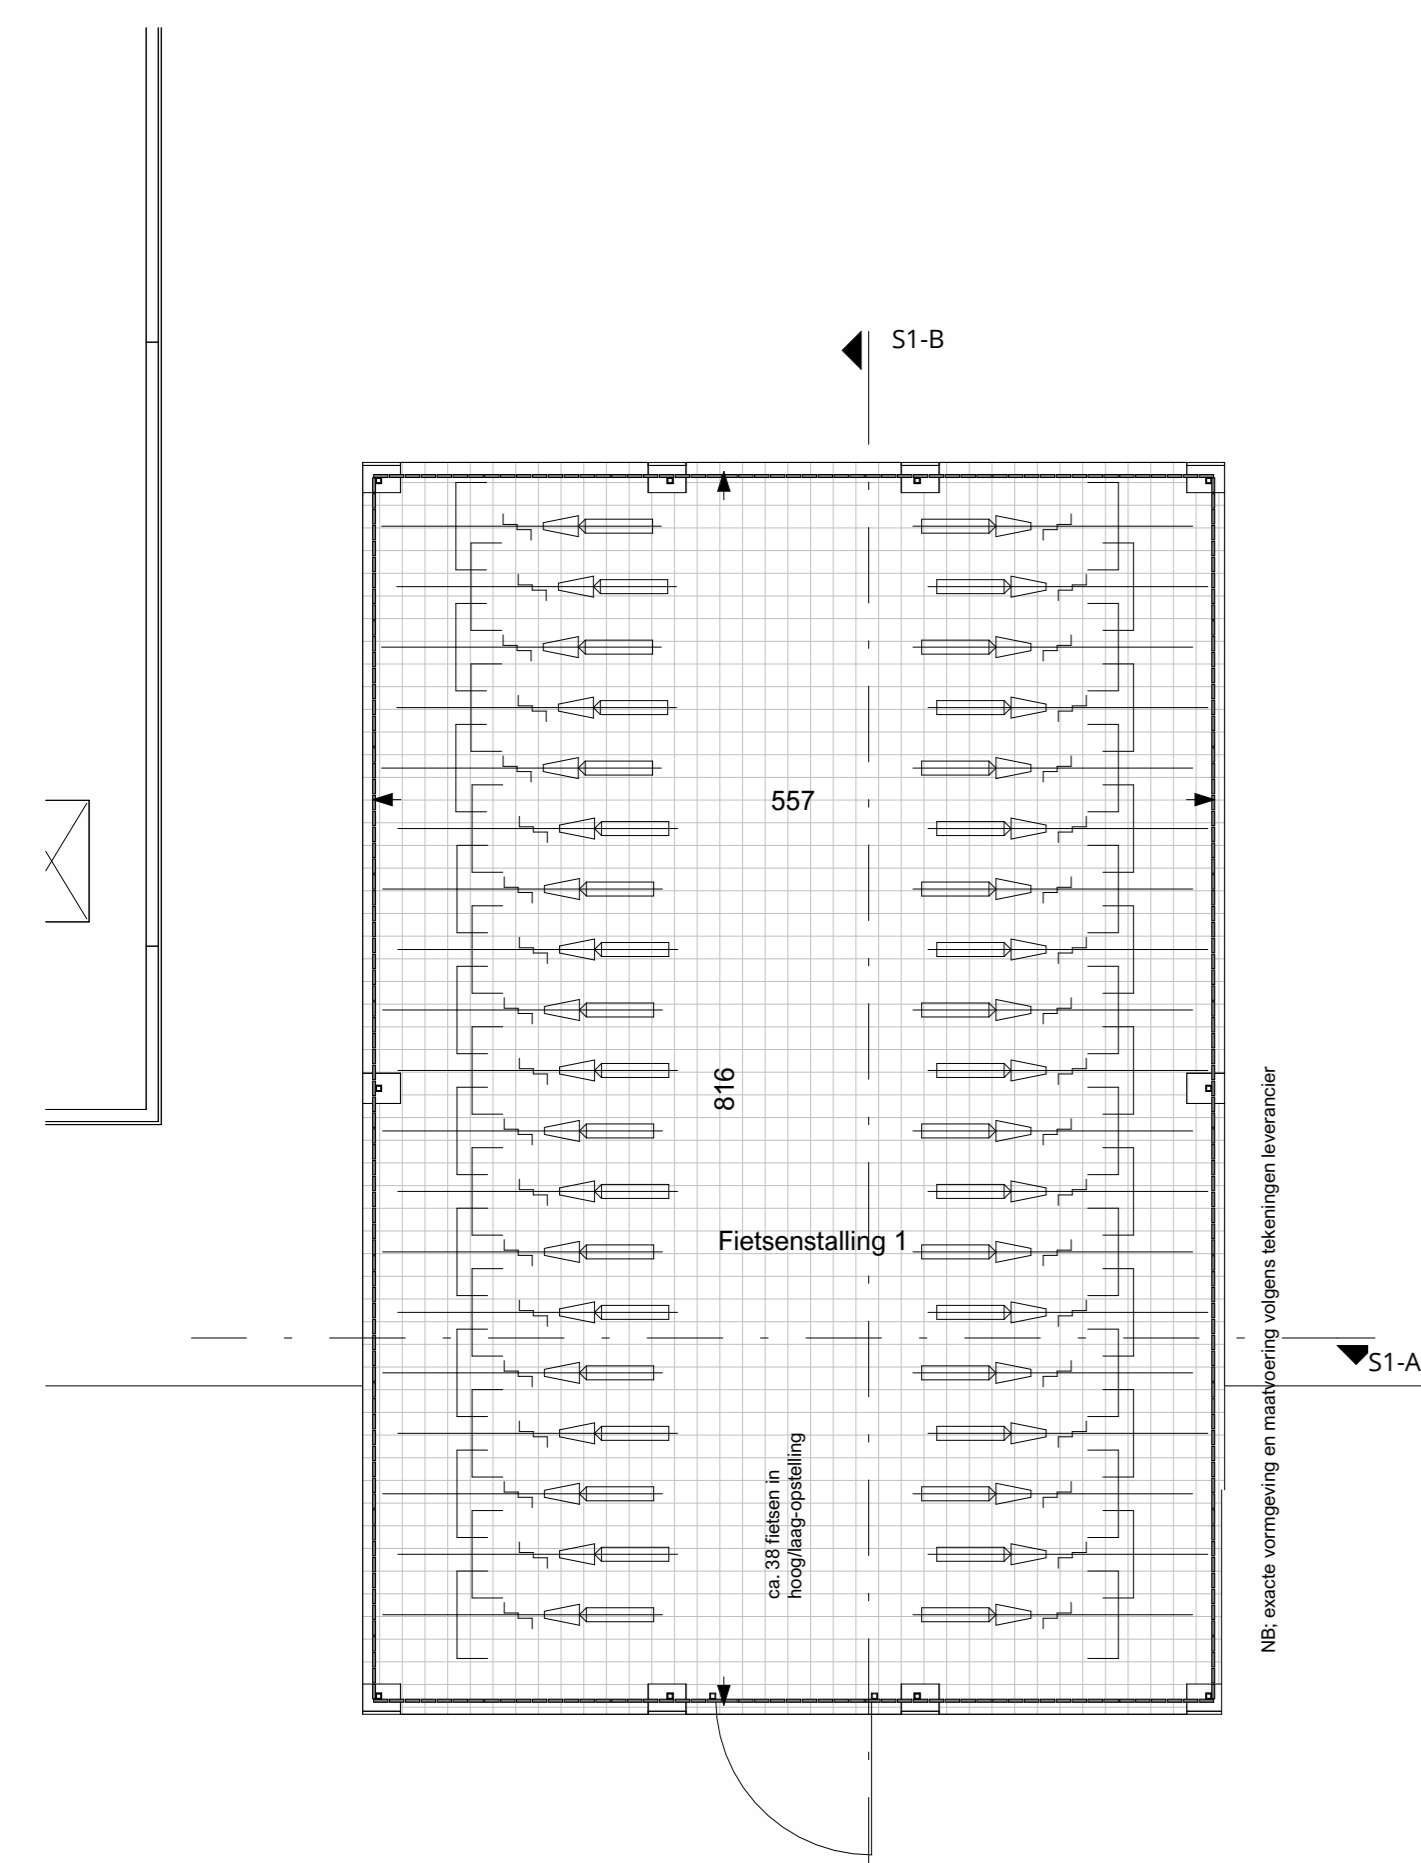 S1-B
557
816
Fietsenstalling 1
S1-A
ca. 38 fietsen in
hoog/laag-opstelling
NB; exacte vormgeving en maatvoering volgens tekeningen leverancier